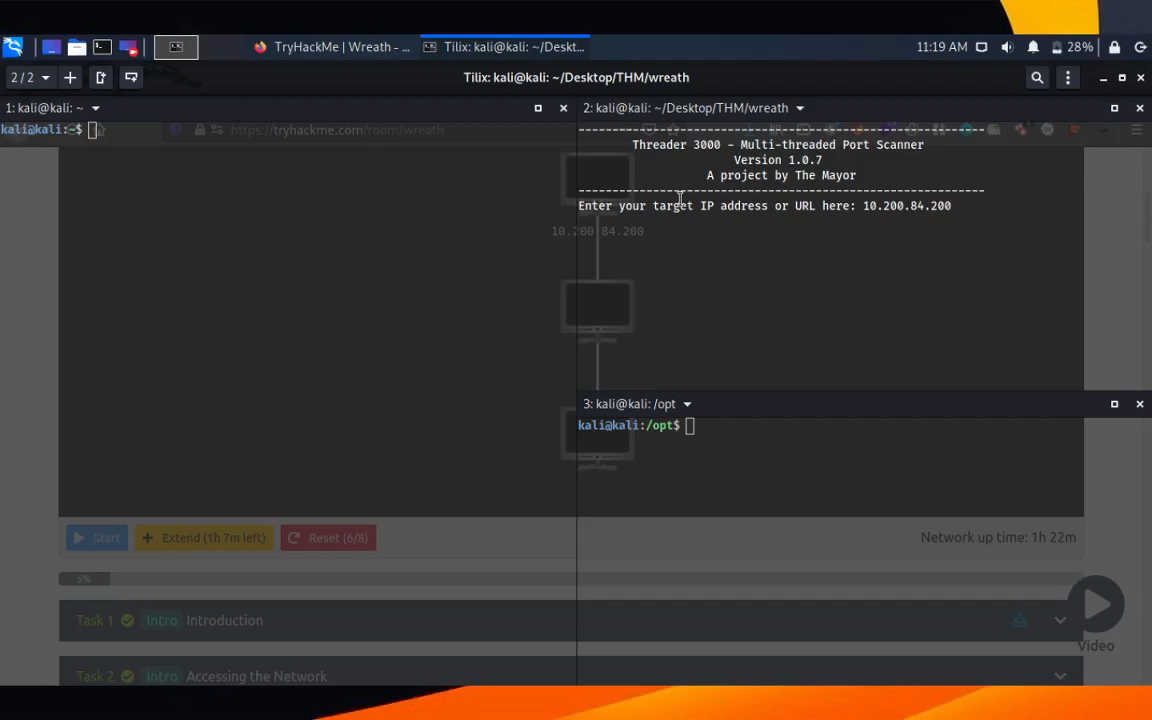 TryHackMe | Wreath - ...
Tilix: kali@kali: ~/Deskt...
11:19 AM
28%
2 / 2
Tilix: kali@kali: ~/Desktop/THM/wreath
1: kali@kali: ~
kali@kali:~$
https://tryhackme.com/room/wreath
2: kali@kali: ~/Desktop/THM/wreath
--------------------------------------------------------
Threader 3000 - Multi-threaded Port Scanner
Version 1.0.7
A project by The Mayor
--------------------------------------------------------
Enter your target IP address or URL here: 10.200.84.200
10.200.84.200
3: kali@kali: /opt
kali@kali:/opt$
Start
Extend (1h 7m left)
Reset (6/8)
Network up time: 1h 22m
5%
Task 1 Intro Introduction
Video
Task 2 Intro Accessing the Network